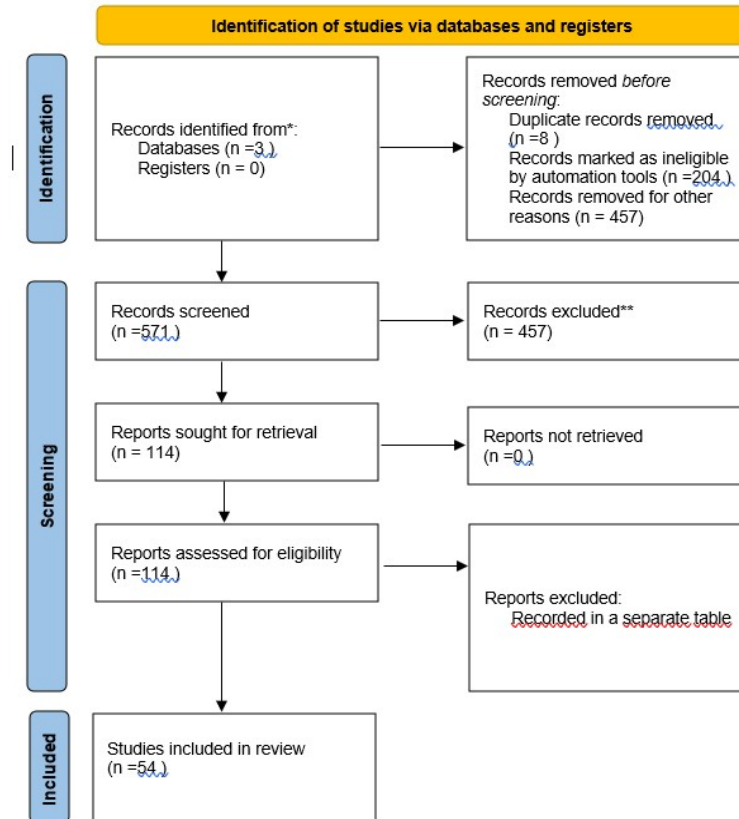 Identification of studies via databases and registers
Identification
Records identified from*:
Databases (n =3 )
Registers (n = 0)
Records removed before
screening:
Duplicate records removed
(n =8 )
Records marked as ineligible
by automation tools (n =204 )
Records removed for other
reasons (n = 457)
Screening
Records screened
(n =571 )
Records excluded**
(n = 457)
Reports sought for retrieval
(n = 114)
Reports not retrieved
(n =0 )
Reports assessed for eligibility
(n =114 )
Reports excluded:
Recorded in a separate table
Included
Studies included in review
(n =54 )